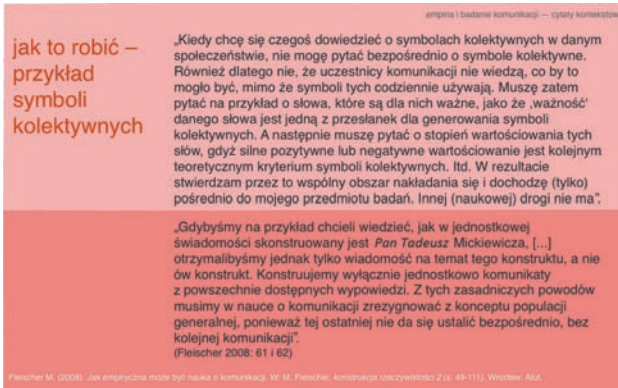 empiria i badanie komunikacji — cytaty kontekstow
jak to robić –
przykład
symboli
kolektywnych
„Kiedy chcę się czegoś dowiedzieć o symbolach kolektywnych w danym
społeczeństwie, nie mogę pytać bezpośrednio o symbole kolektywne.
Również dlatego nie, że uczestnicy komunikacji nie wiedzą, co by to
mogło być, mimo że symboli tych codziennie używają. Muszę zatem
pytać na przykład o słowa, które są dla nich ważne, jako że ‚ważność'
danego słowa jest jedną z przesłanek dla generowania symboli
kolektywnych. A następnie muszę pytać o stopień wartościowania tych
słów, gdyż silne pozytywne lub negatywne wartościowanie jest kolejnym
teoretycznym kryterium symboli kolektywnych. Itd. W rezultacie
stwierdzam przez to wspólny obszar nakładania się i dochodzę (tylko)
pośrednio do mojego przedmiotu badań. Innej (naukowej) drogi nie ma”.
„Gdybyśmy na przykład chcieli wiedzieć, jak w jednostkowej
świadomości skonstruowany jest Pan Tadeusz Mickiewicza, [...]
otrzymalibyśmy jednak tylko wiadomość na temat tego konstruktu, a nie
ów konstrukt. Konstruujemy wyłącznie jednostkowo komunikaty
z powszechnie dostępnych wypowiedzi. Z tych zasadniczych powodów
musimy w nauce o komunikacji zrezygnować z konceptu populacji
generalnej, ponieważ tej ostatniej nie da się ustalić bezpośrednio, bez
kolejnej komunikacji”.
(Fleischer 2008: 61 i 62)
Fleischer M. (2008). Jak empiryczna może być nauka o komunikacji. W: M. Fleischer, konstrukcja rzeczywistości 2 (s. 49-111). Wrocław: Atut.